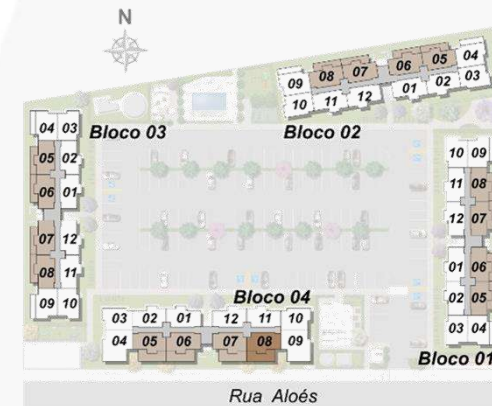 N
04
09 08 07 06 05 03
10 11 12 01 02
Bloco 02
04 03
Bloco 03
05 02
06 01
07 12
08 11
09 10
10 09
11 08
12 07
01 06
02 05
03 04
Bloco 01
Bloco 04
03 02 01 12 11 10
04 05 06 07 08 09
Rua Aloés